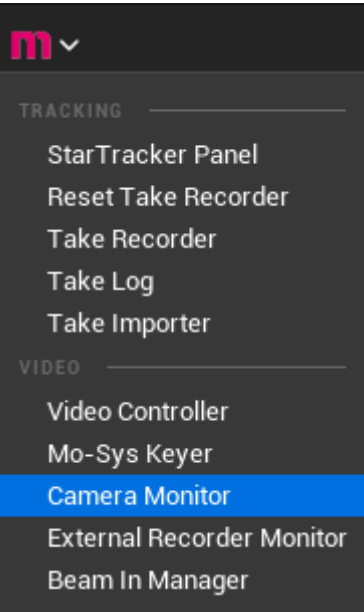 m
TRACKING
StarTracker Panel
Reset Take Recorder
Take Recorder
Take Log
Take Importer
VIDEO
Video Controller
Mo-Sys Keyer
Camera Monitor
External Recorder Monitor
Beam In Manager